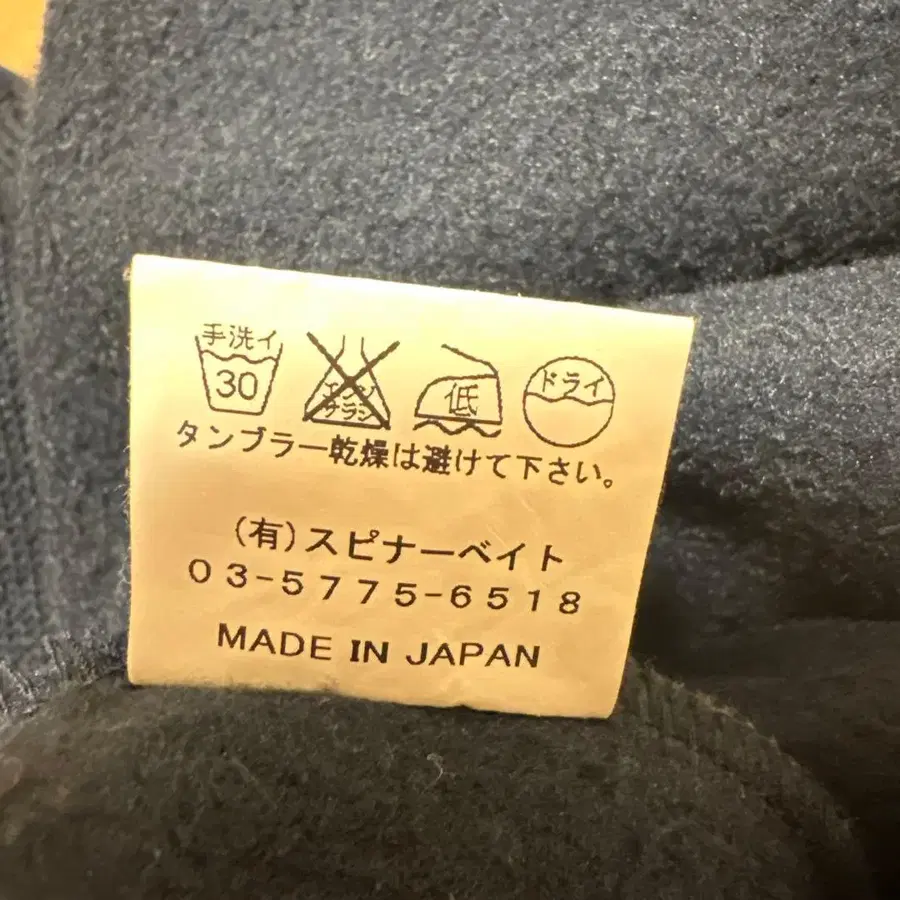 手洗イ
30
エンソ
サラシ
低
ドライ
タンブラー乾燥は避けて下さい。
(有)スピナーベイト
03-5775-6518
MADE IN JAPAN